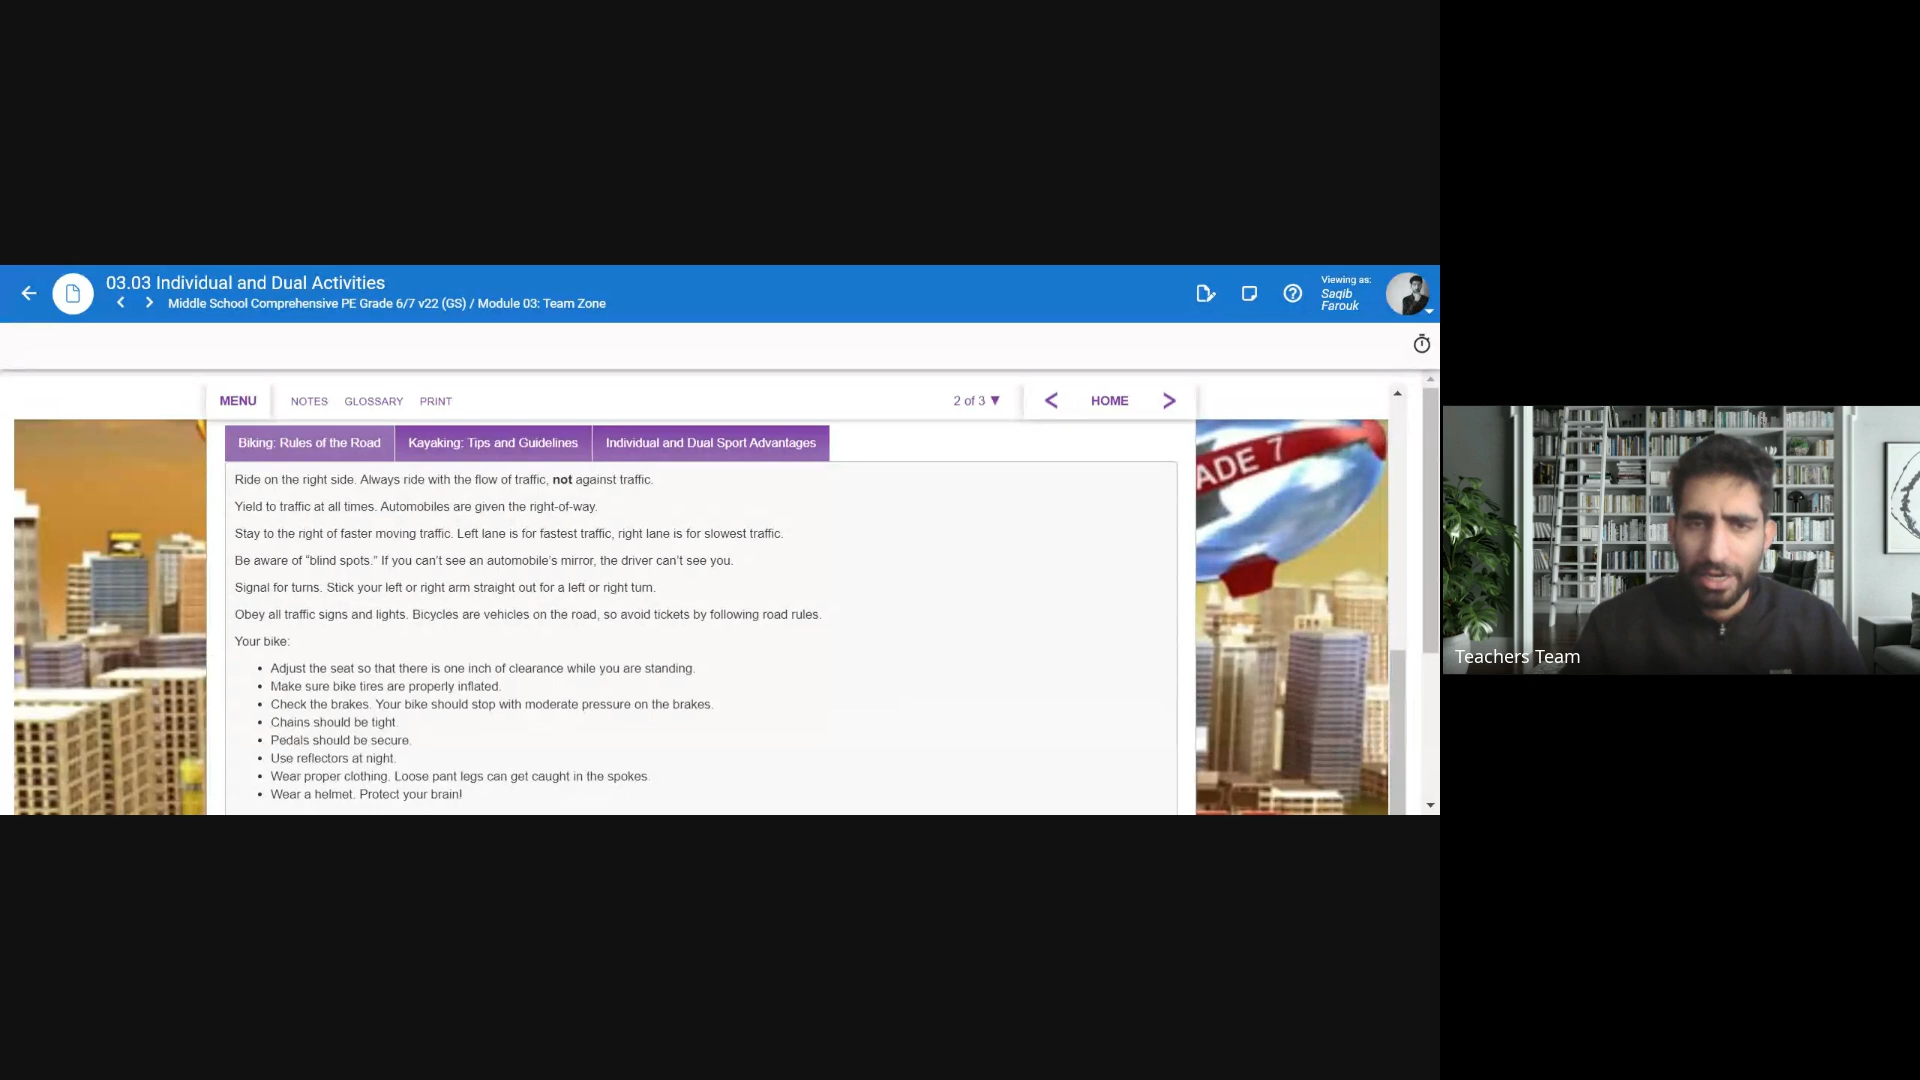 03.03 Individual and Dual Activities
Middle School Comprehensive PE Grade 6/7 v22 (GS) / Module 03: Team Zone
Viewing as:
Saqib
Farouk
MENU NOTES GLOSSARY PRINT 2 of 3 ▼ < HOME >
Biking: Rules of the Road Kayaking: Tips and Guidelines Individual and Dual Sport Advantages
Ride on the right side. Always ride with the flow of traffic, not against traffic.
Yield to traffic at all times. Automobiles are given the right-of-way.
Stay to the right of faster moving traffic. Left lane is for fastest traffic, right lane is for slowest traffic.
Be aware of “blind spots.” If you can’t see an automobile’s mirror, the driver can’t see you.
Signal for turns. Stick your left or right arm straight out for a left or right turn.
Obey all traffic signs and lights. Bicycles are vehicles on the road, so avoid tickets by following road rules.
Your bike:
• Adjust the seat so that there is one inch of clearance while you are standing.
• Make sure bike tires are properly inflated.
• Check the brakes. Your bike should stop with moderate pressure on the brakes.
• Chains should be tight.
• Pedals should be secure.
• Use reflectors at night.
• Wear proper clothing. Loose pant legs can get caught in the spokes.
• Wear a helmet. Protect your brain!
ADE 7
Teachers Team